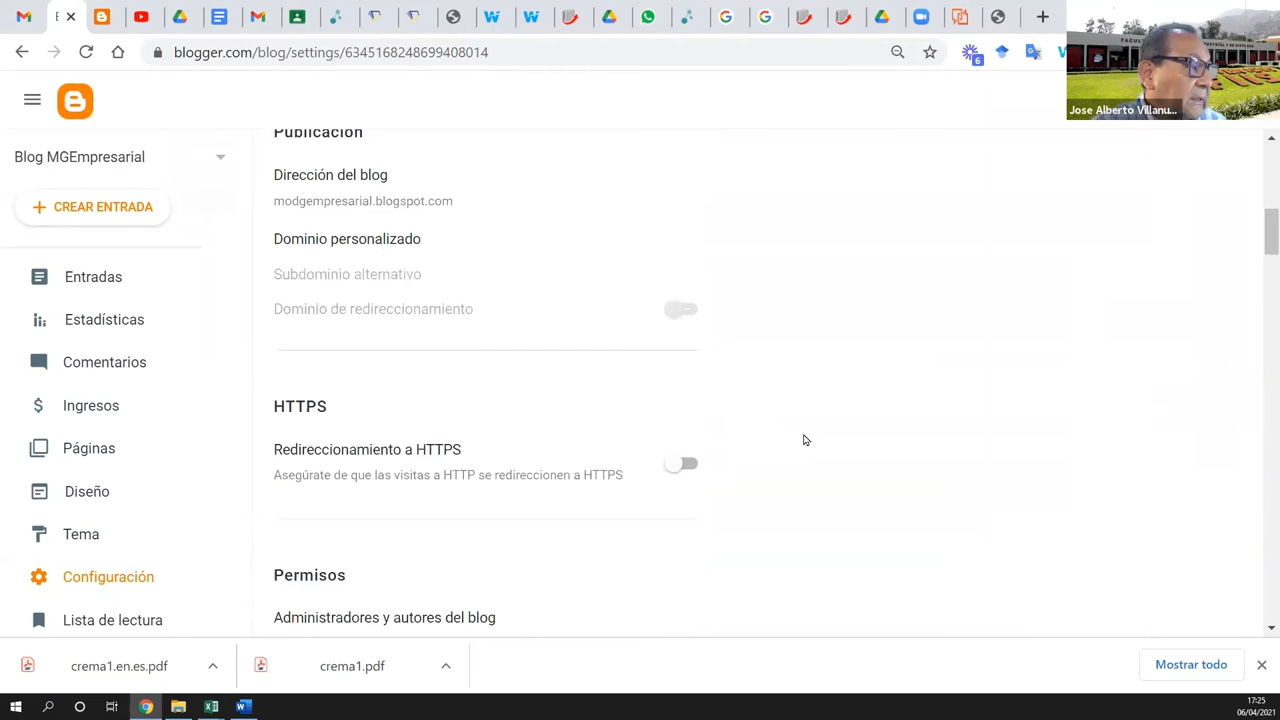 E
blogger.com/blog/settings/6345168248699408014
6
Jose Alberto Villanu...
Blog MGEmpresarial
CREAR ENTRADA
Entradas
Estadísticas
Comentarios
Ingresos
Páginas
Diseño
Tema
Configuración
Lista de lectura
Publicación
Dirección del blog
modgempresarial.blogspot.com
Dominio personalizado
Subdominio alternativo
Dominio de redireccionamiento
HTTPS
Redireccionamiento a HTTPS
Asegúrate de que las visitas a HTTP se redireccionen a HTTPS
Permisos
Administradores y autores del blog
crema1.en.es.pdf
crema1.pdf
Mostrar todo
17:25
06/04/2021